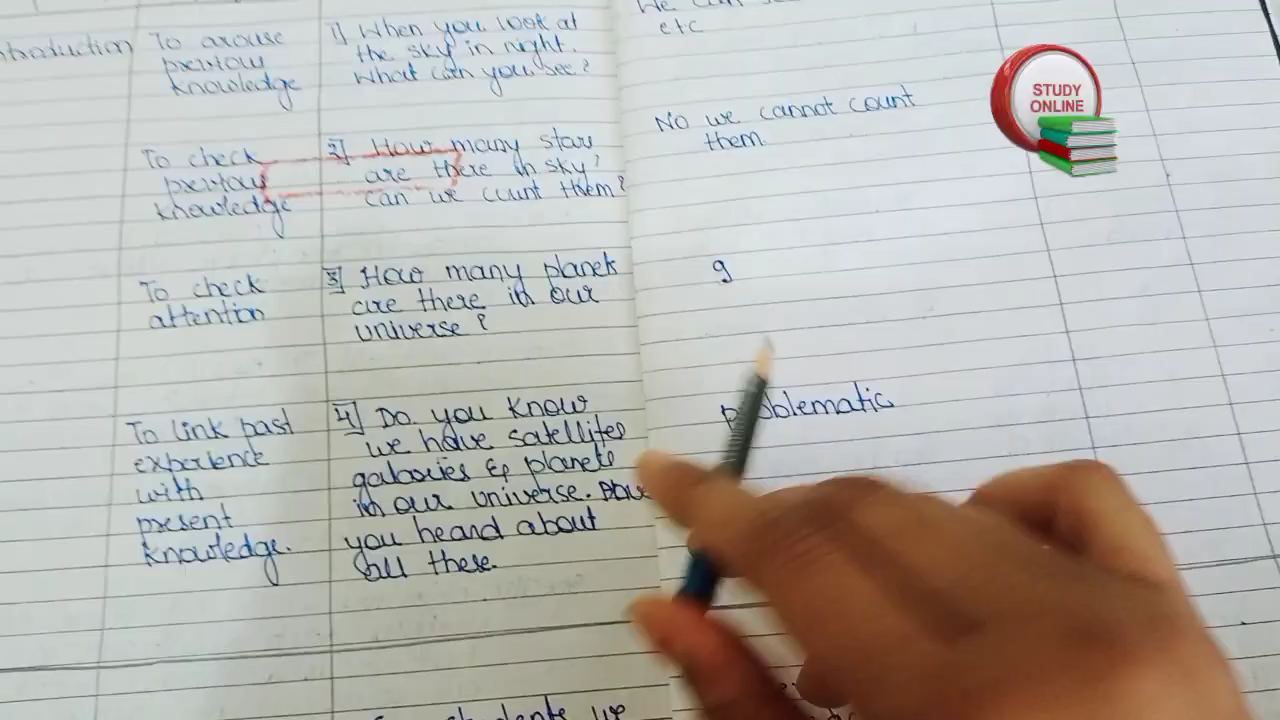 ntroduction
To arouse
previous
knowledge
1) When you look at
the sky in night.
What can you see?
etc
STUDY
ONLINE
To check
previous
knowledge
2] How many stars
are there in sky?
can we count them?
No we cannot count
them
To check
attention
3] How many planets
are there in our
universe?
9
To link past
experience
with
present
knowledge.
4] Do you know
we have satellites
galaxies & planets
in our universe.
you heard about
all these.
problematic